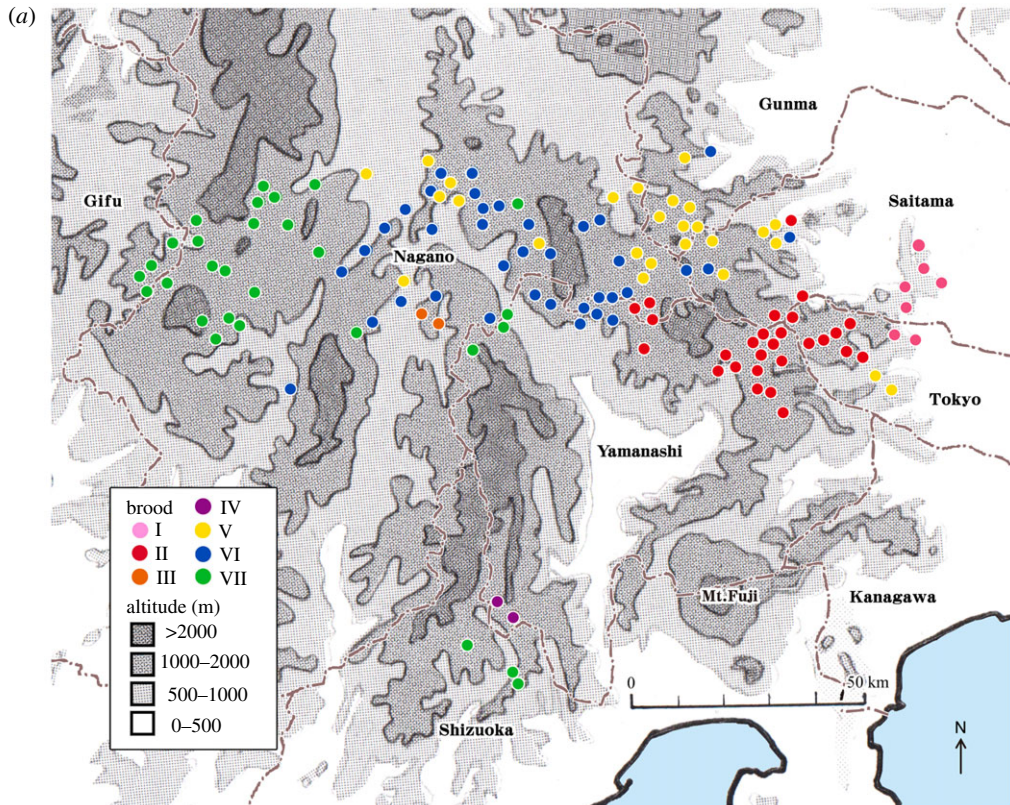 (a)
Gunma
Gifu
Saitama
Nagano
Tokyo
Yamanashi
brood
I
II
III
IV
V
VI
VII
altitude (m)
>2000
1000–2000
500–1000
0–500
Mt.Fuji
Kanagawa
0
50 km
Shizuoka
N